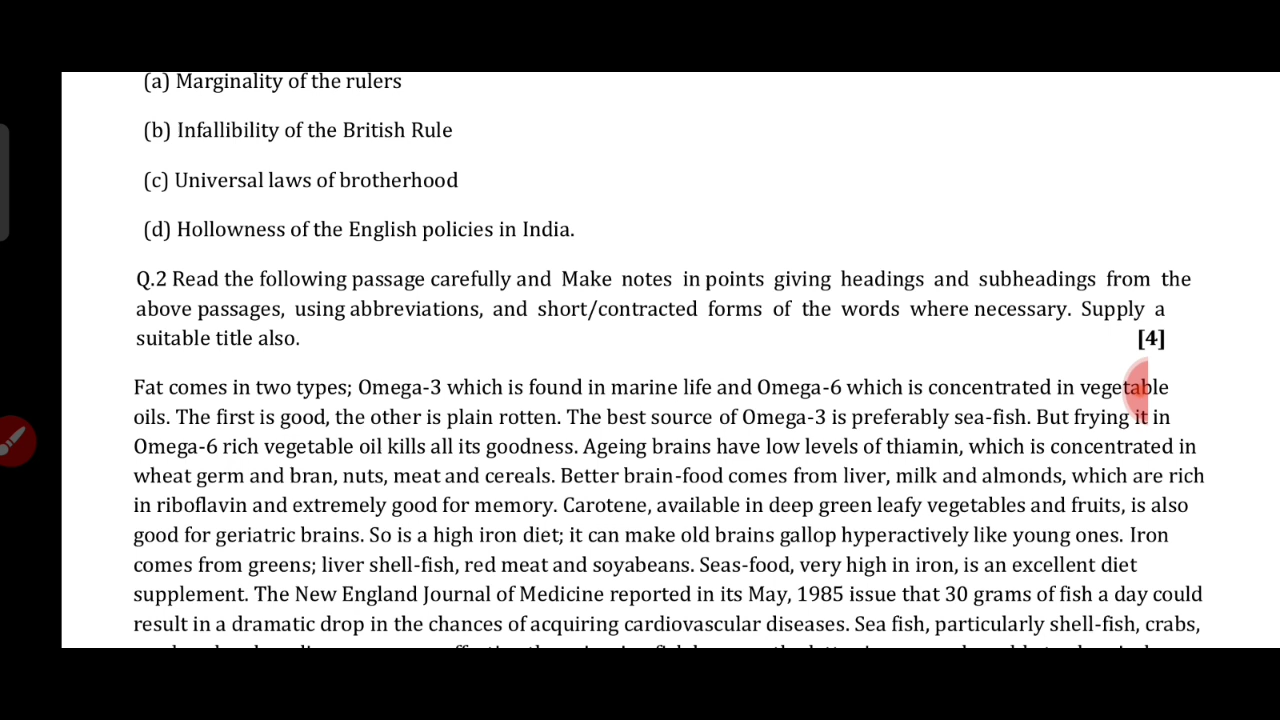 (a) Marginality of the rulers
(b) Infallibility of the British Rule
(c) Universal laws of brotherhood
(d) Hollowness of the English policies in India.
Q.2 Read the following passage carefully and Make notes in points giving headings and subheadings from the
above passages, using abbreviations, and short/contracted forms of the words where necessary. Supply a
suitable title also. [4]
Fat comes in two types; Omega-3 which is found in marine life and Omega-6 which is concentrated in vegetable
oils. The first is good, the other is plain rotten. The best source of Omega-3 is preferably sea-fish. But frying it in
Omega-6 rich vegetable oil kills all its goodness. Ageing brains have low levels of thiamin, which is concentrated in
wheat germ and bran, nuts, meat and cereals. Better brain-food comes from liver, milk and almonds, which are rich
in riboflavin and extremely good for memory. Carotene, available in deep green leafy vegetables and fruits, is also
good for geriatric brains. So is a high iron diet; it can make old brains gallop hyperactively like young ones. Iron
comes from greens; liver shell-fish, red meat and soyabeans. Seas-food, very high in iron, is an excellent diet
supplement. The New England Journal of Medicine reported in its May, 1985 issue that 30 grams of fish a day could
result in a dramatic drop in the chances of acquiring cardiovascular diseases. Sea fish, particularly shell-fish, crabs,